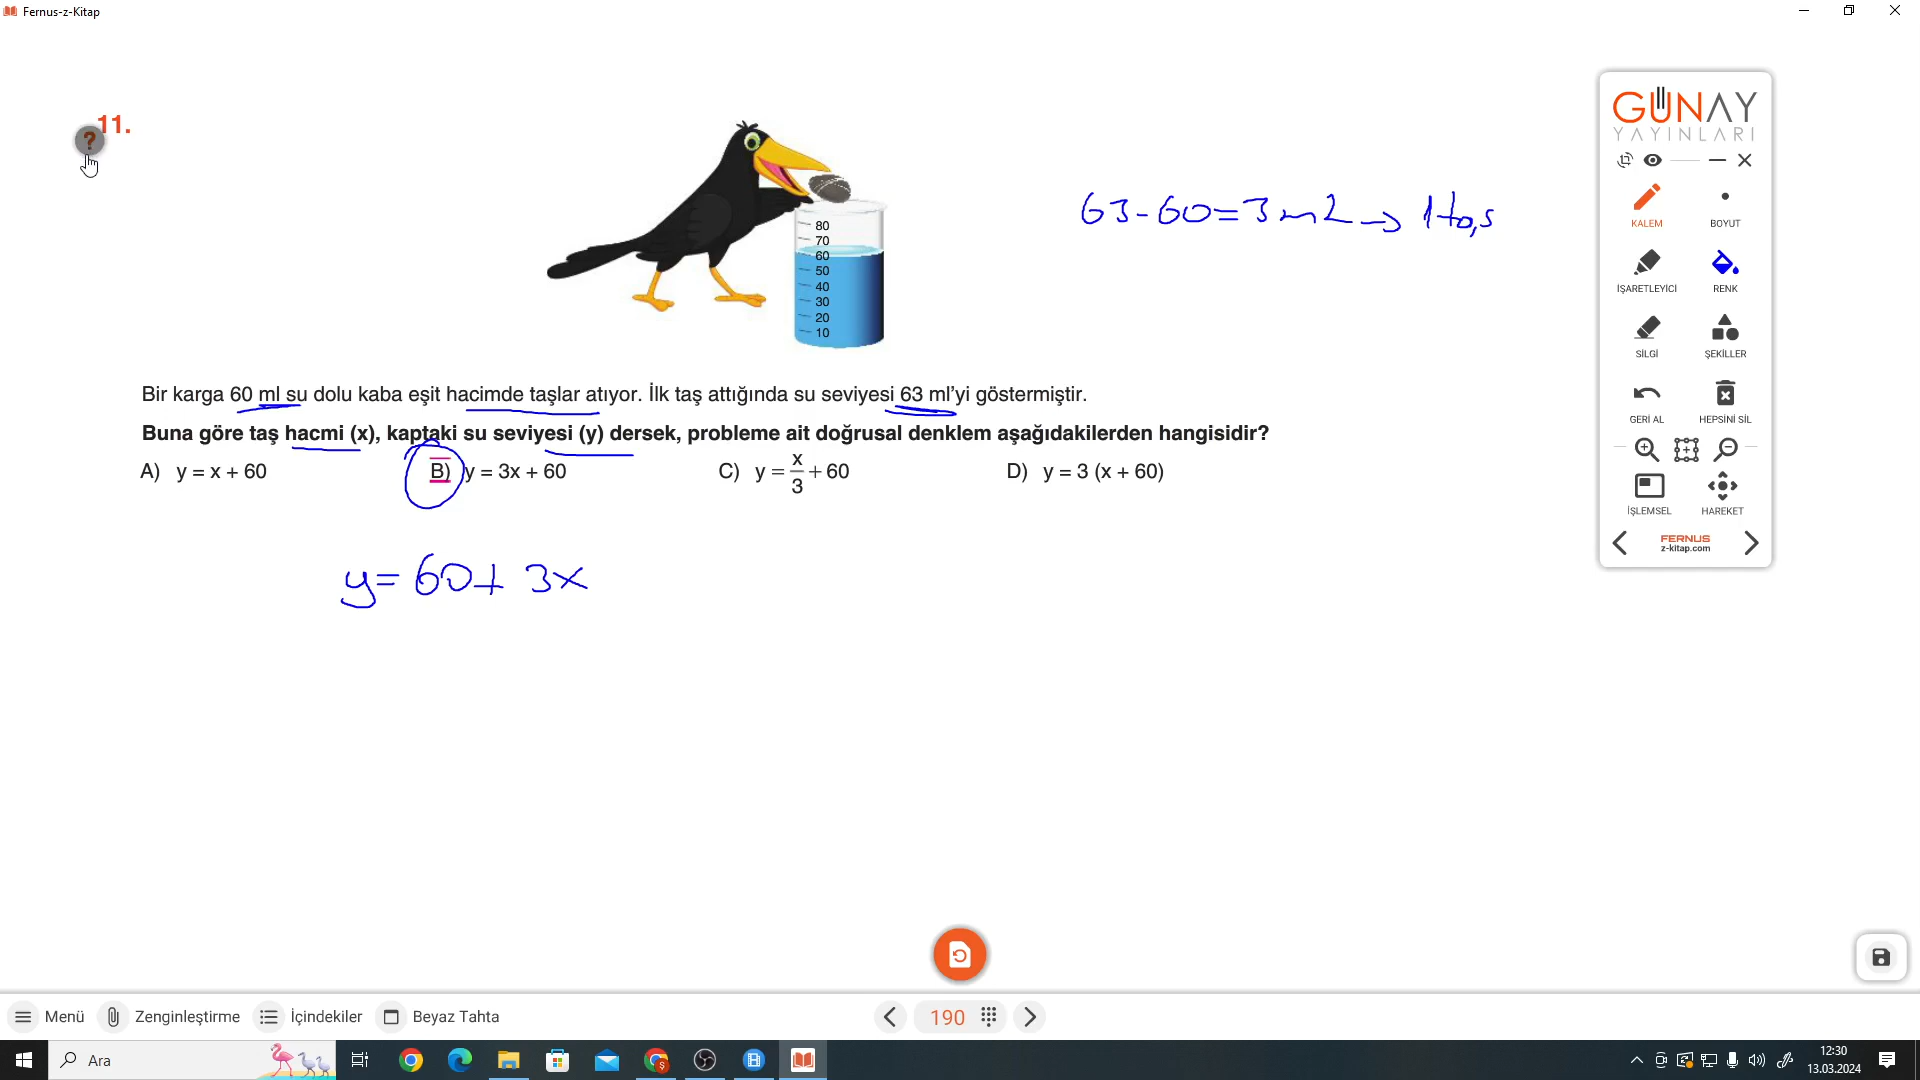 Fernus-z-Kitap
11.
?
80
70
60
50
40
30
20
10
63-60=3ml → 1 taş
Bir karga 60 ml su dolu kaba eşit hacimde taşlar atıyor. İlk taş attığında su seviyesi 63 ml'yi göstermiştir.
Buna göre taş hacmi (x), kaptaki su seviyesi (y) dersek, probleme ait doğrusal denklem aşağıdakilerden hangisidir?
A) y = x + 60 B) y = 3x + 60 C) y = x/3 + 60 D) y = 3 (x + 60)
y= 60+ 3x
GÜNAY
YAYINLARI
KALEM BOYUT
İŞARETLEYİCİ RENK
SİLGİ ŞEKİLLER
GERİ AL HEPSİNİ SİL
İŞLEMSEL HAREKET
FERNUS
z-kitap.com
Menü Zenginleştirme İçindekiler Beyaz Tahta 190
Ara
12:30
13.03.2024